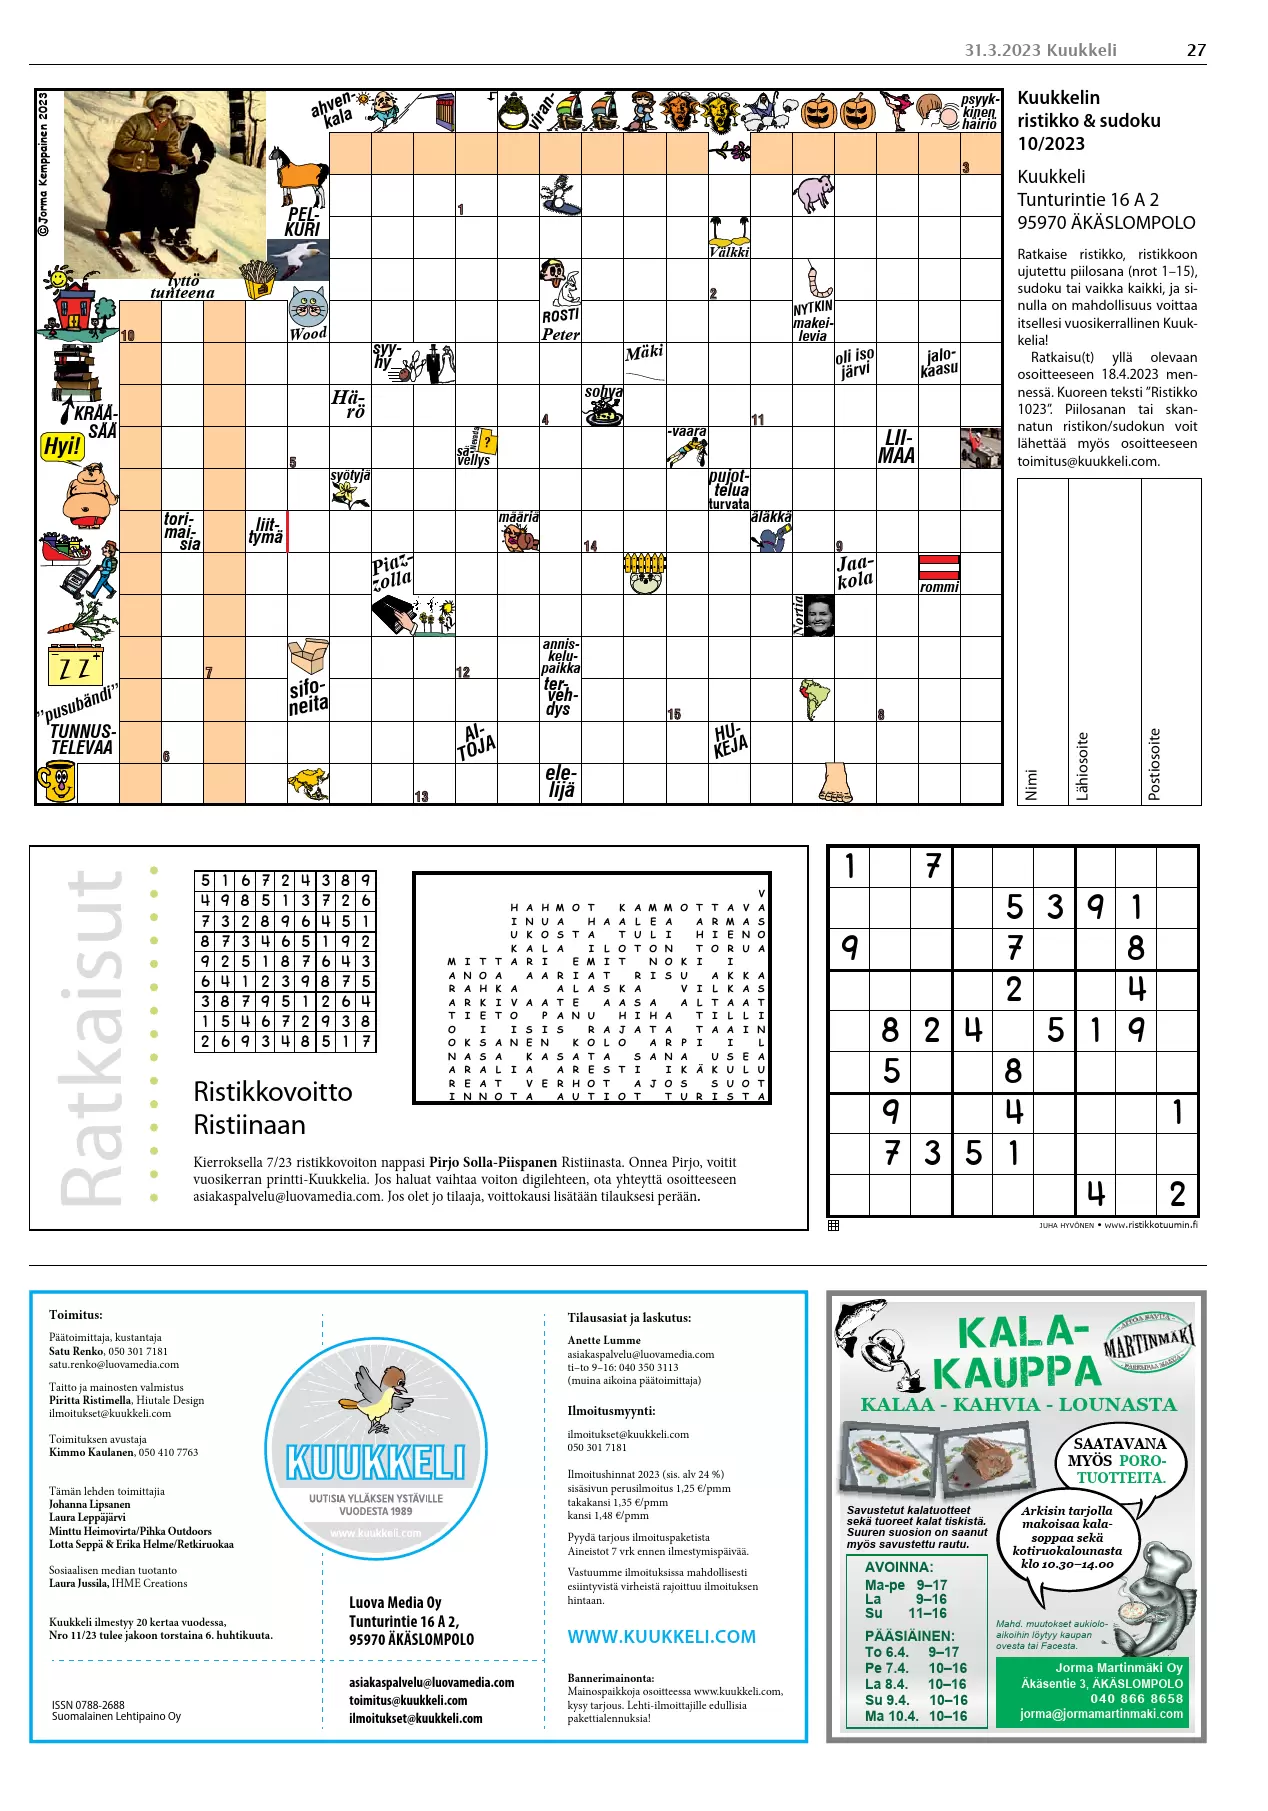 31.3.2023 Kuukkeli 27
©Jorma Kemppainen 2023
ahven-
kala
viran-
psyyk-
kinen
häiriö
PEL-
KURI
tyttö
tunteena
Wood
Välkki
ROSTI
Peter
NYTKIN
makei-
levia
KRÄÄ-
SÄÄ
Hyi!
syy-
hy
Mäki
oli iso
järvi
jalo-
kaasu
Hä-
rö
sohva
sä-
vellys
Nevada
?
-vaara
LII-
MAA
syötyjä
pujot-
telua
turvata
tori-
mai-
sia
liit-
tymä
määriä
äläkkä
Piaz-
zolla
Jaa-
kola
rommi
Nortia
ZZ
"pusubändi"
TUNNUS-
TELEVAA
sifo-
neita
annis-
kelu-
paikka
ter-
veh-
dys
AI-
TOJA
HU-
KEJA
ele-
lijä
1
2
3
4
5
6
7
8
9
10
11
12
13
14
15
Kuukkelin
ristikko & sudoku
10/2023
Kuukkeli
Tunturintie 16 A 2
95970 ÄKÄSLOMPOLO
Ratkaise ristikko, ristikkoon
ujutettu piilosana (nrot 1–15),
sudoku tai vaikka kaikki, ja si-
nulla on mahdollisuus voittaa
itsellesi vuosikerrallinen Kuuk-
kelia!
Ratkaisu(t) yllä olevaan
osoitteeseen 18.4.2023 men-
nessä. Kuoreen teksti ”Ristikko
1023”. Piilosanan tai skan-
natun ristikon/sudokun voit
lähettää myös osoitteeseen
toimitus@kuukkeli.com.
Nimi
Lähiosoite
Postiosoite
Ratkaisut
5 1 6 7 2 4 3 8 9
4 9 8 5 1 3 7 2 6
7 3 2 8 9 6 4 5 1
8 7 3 4 6 5 1 9 2
9 2 5 1 8 7 6 4 3
6 4 1 2 3 9 8 7 5
3 8 7 9 5 1 2 6 4
1 5 4 6 7 2 9 3 8
2 6 9 3 4 8 5 1 7
V
HAHMOT KAMMOTTAVA
INUA HAALEA ARMAS
UKOSTA TULI HIENO
KALA ILOTON TORUA
MITTARI EMIT NOKI I
ANOA AARIAT RISU AKKA
RAHKA ALASKA VILKAS
ARKIVAATE AASA ALTAAT
TIETO PANU HIHA TILLI
O I ISIS RAJATA TAAIN
OKSANEN KOLO ARPI I L
NASA KASATA SANA USEA
ARALIA ARESTI IKÄKULU
REAT VERHOT AJOS SUOT
INNOTA AUTIOT TURISTA
Ristikkovoitto
Ristiinaan
Kierroksella 7/23 ristikkovoiton nappasi Pirjo Solla-Piispanen Ristiinasta. Onnea Pirjo, voitit
vuosikerran printti-Kuukkelia. Jos haluat vaihtaa voiton digilehteen, ota yhteyttä osoitteeseen
asiakaspalvelu@luovamedia.com. Jos olet jo tilaaja, voittokausi lisätään tilauksesi perään.
1 7
5 3 9 1
9 7 8
2 4
8 2 4 5 1 9
5 8
9 4 1
7 3 5 1
4 2
JUHA HYVÖNEN • www.ristikkotuumin.fi
Toimitus:
Päätoimittaja, kustantaja
Satu Renko, 050 301 7181
satu.renko@luovamedia.com
Taitto ja mainosten valmistus
Piritta Ristimella, Hiutale Design
ilmoitukset@kuukkeli.com
Toimituksen avustaja
Kimmo Kaulanen, 050 410 7763
Tämän lehden toimittajia
Johanna Lipsanen
Laura Leppäjärvi
Minttu Heimovirta/Pihka Outdoors
Lotta Seppä & Erika Helme/Retkiruokaa
Sosiaalisen median tuotanto
Laura Jussila, IHME Creations
Kuukkeli ilmestyy 20 kertaa vuodessa,
Nro 11/23 tulee jakoon torstaina 6. huhtikuuta.
ISSN 0788-2688
Suomalainen Lehtipaino Oy
KUUKKELI
UUTISIA YLLÄKSEN YSTÄVILLE
VUODESTA 1989
www.kuukkeli.com
Luova Media Oy
Tunturintie 16 A 2,
95970 ÄKÄSLOMPOLO
asiakaspalvelu@luovamedia.com
toimitus@kuukkeli.com
ilmoitukset@kuukkeli.com
Tilausasiat ja laskutus:
Anette Lumme
asiakaspalvelu@luovamedia.com
ti–to 9–16: 040 350 3113
(muina aikoina päätoimittaja)
Ilmoitusmyynti:
ilmoitukset@kuukkeli.com
050 301 7181
Ilmoitushinnat 2023 (sis. alv 24 %)
sisäsivun perusilmoitus 1,25 €/pmm
takakansi 1,35 €/pmm
kansi 1,48 €/pmm
Pyydä tarjous ilmoituspaketista
Aineistot 7 vrk ennen ilmestymispäivää.
Vastuumme ilmoituksissa mahdollisesti
esiintyvistä virheistä rajoittuu ilmoituksen
hintaan.
WWW.KUUKKELI.COM
Bannerimainonta:
Mainospaikkoja osoitteessa www.kuukkeli.com,
kysy tarjous. Lehti-ilmoittajille edullisia
pakettialennuksia!
KALA-
KAUPPA
AITOA SAVUA
MARTINMÄKI
KALAA - KAHVIA - LOUNASTA
SAATAVANA
MYÖS PORO-
TUOTTEITA.
Savustetut kalatuotteet
sekä tuoreet kalat tiskistä.
Suuren suosion on saanut
myös savustettu rautu.
Arkisin tarjolla
makoisaa kala-
soppaa sekä
kotiruokalounasta
klo 10.30–14.00
AVOINNA:
Ma-pe 9–17
La 9–16
Su 11–16
PÄÄSIÄINEN:
To 6.4. 9–17
Pe 7.4. 10–16
La 8.4. 10–16
Su 9.4. 10–16
Ma 10.4. 10–16
Mahd. muutokset aukiolo-
aikoihin löytyy kaupan
ovesta tai Facesta.
Jorma Martinmäki Oy
Äkäsentie 3, ÄKÄSLOMPOLO
040 866 8658
jorma@jormamartinmaki.com